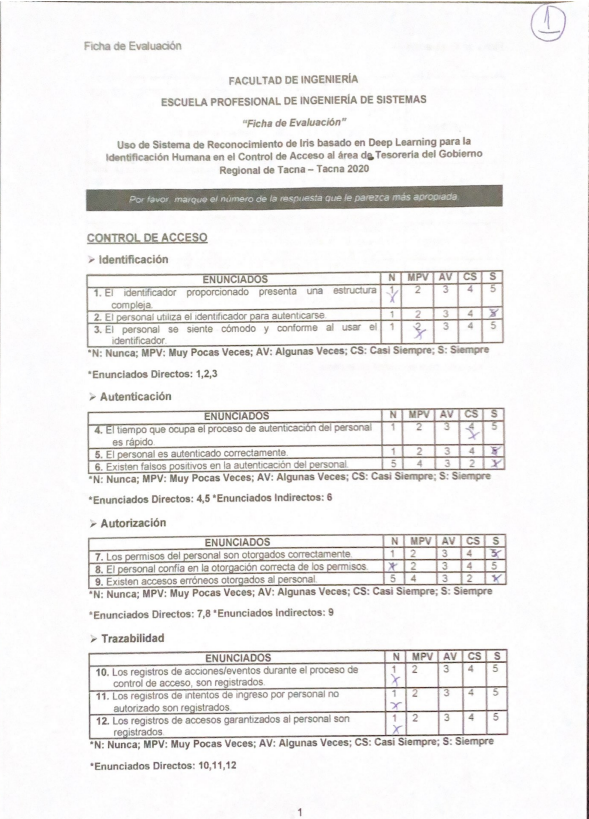 1
Ficha de Evaluación
FACULTAD DE INGENIERÍA
ESCUELA PROFESIONAL DE INGENIERÍA DE SISTEMAS
"Ficha de Evaluación"
Uso de Sistema de Reconocimiento de Iris basado en Deep Learning para la
Identificación Humana en el Control de Acceso al área de Tesorería del Gobierno
Regional de Tacna – Tacna 2020
Por favor, marque el número de la respuesta que le parezca más apropiada.
CONTROL DE ACCESO
➢ Identificación
ENUNCIADOS N MPV AV CS S
1. El identificador proporcionado presenta una estructura 1 2 3 4 5
compleja. X
2. El personal utiliza el identificador para autenticarse. 1 2 3 4 5
3. El personal se siente cómodo y conforme al usar el 1 2 3 4 5
identificador. X
*N: Nunca; MPV: Muy Pocas Veces; AV: Algunas Veces; CS: Casi Siempre; S: Siempre
*Enunciados Directos: 1,2,3
➢ Autenticación
ENUNCIADOS N MPV AV CS S
4. El tiempo que ocupa el proceso de autenticación del personal 1 2 3 4 5
es rápido. X
5. El personal es autenticado correctamente. 1 2 3 4 5
6. Existen falsos positivos en la autenticación del personal. 5 4 3 2 1
*N: Nunca; MPV: Muy Pocas Veces; AV: Algunas Veces; CS: Casi Siempre; S: Siempre
*Enunciados Directos: 4,5 *Enunciados Indirectos: 6
➢ Autorización
ENUNCIADOS N MPV AV CS S
7. Los permisos del personal son otorgados correctamente. 1 2 3 4 5
8. El personal confía en la otorgación correcta de los permisos. X 2 3 4 5
9. Existen accesos erróneos otorgados al personal. 5 4 3 2 1
*N: Nunca; MPV: Muy Pocas Veces; AV: Algunas Veces; CS: Casi Siempre; S: Siempre
*Enunciados Directos: 7,8 *Enunciados Indirectos: 9
➢ Trazabilidad
ENUNCIADOS N MPV AV CS S
10. Los registros de acciones/eventos durante el proceso de 1 2 3 4 5
control de acceso, son registrados. X
11. Los registros de intentos de ingreso por personal no 1 2 3 4 5
autorizado son registrados. X
12. Los registros de accesos garantizados al personal son 1 2 3 4 5
registrados. X
*N: Nunca; MPV: Muy Pocas Veces; AV: Algunas Veces; CS: Casi Siempre; S: Siempre
*Enunciados Directos: 10,11,12
1